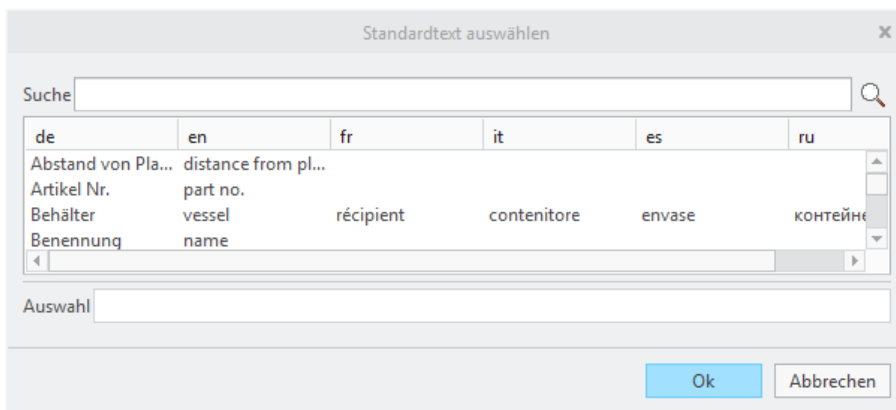 Standardtext auswählen x
Suche
de en fr it es ru
Abstand von Pla... distance from pl...
Artikel Nr. part no.
Behälter vessel récipient contenitore envase контейне
Benennung name
Auswahl
Ok Abbrechen